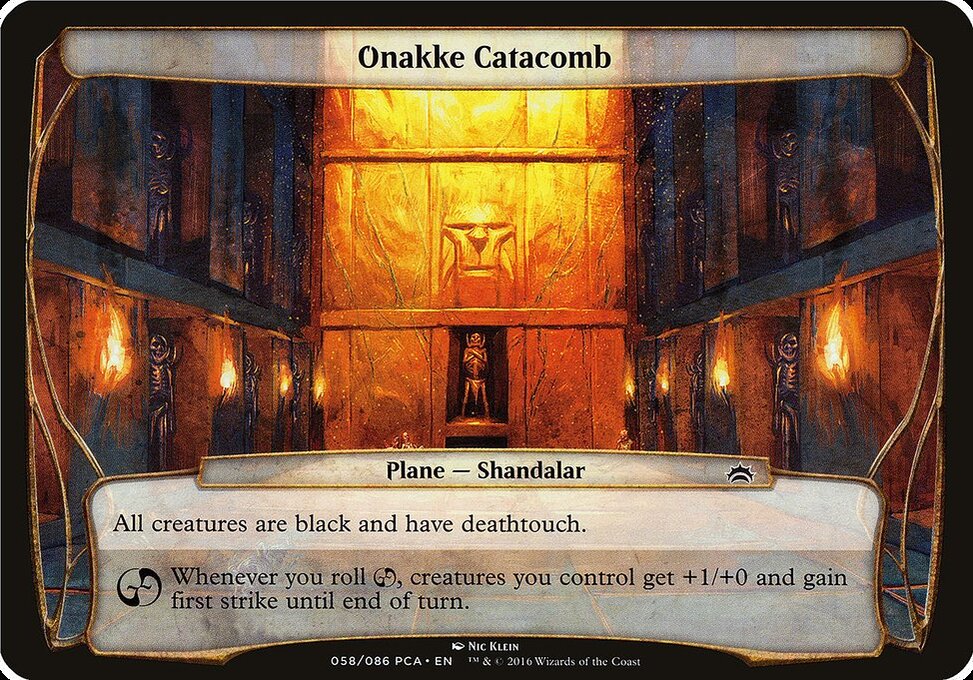 Onakke Catacomb
Plane — Shandalar
All creatures are black and have deathtouch.
Whenever you roll , creatures you control get +1/+0 and gain
first strike until end of turn.
Nic Klein
058/086 PCA • EN ™ & © 2016 Wizards of the Coast